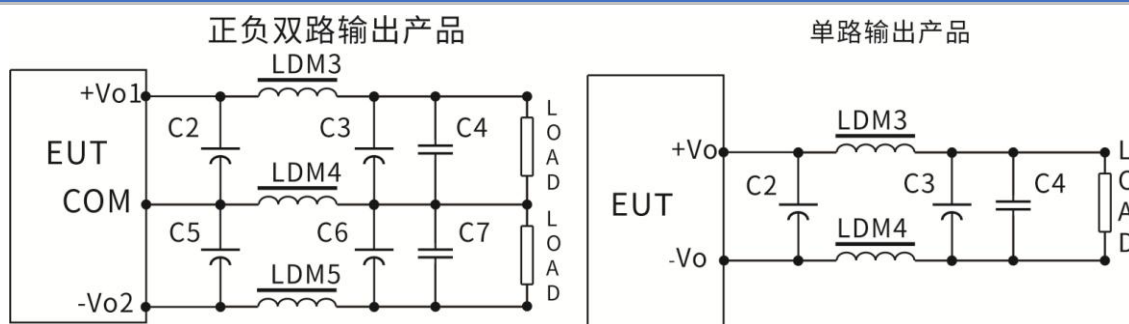 正负双路输出产品
LDM3
+Vo1
C2
C3
C4
LOAD
EUT
LDM4
COM
C5
C6
C7
LOAD
LDM5
-Vo2
单路输出产品
LDM3
+Vo
C2
C3
C4
LOAD
EUT
LDM4
-Vo